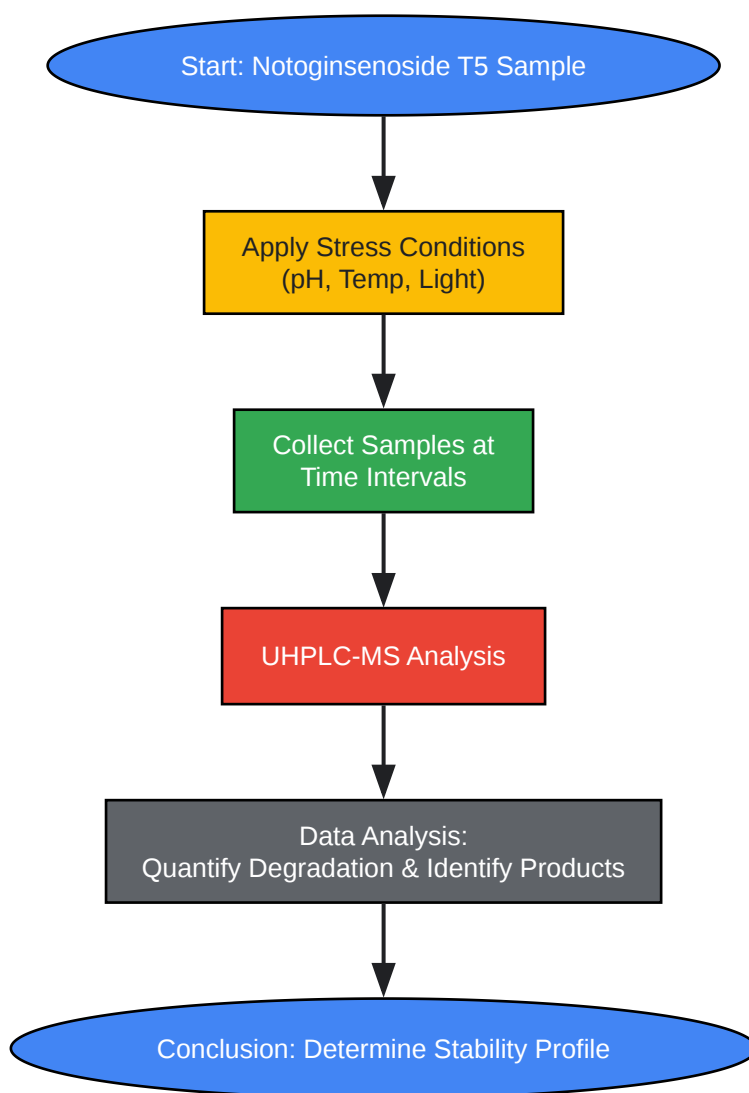 Start: Notoginsenoside T5 Sample
Apply Stress Conditions
(pH, Temp, Light)
Collect Samples at
Time Intervals
UHPLC-MS Analysis
Data Analysis:
Quantify Degradation & Identify Products
Conclusion: Determine Stability Profile